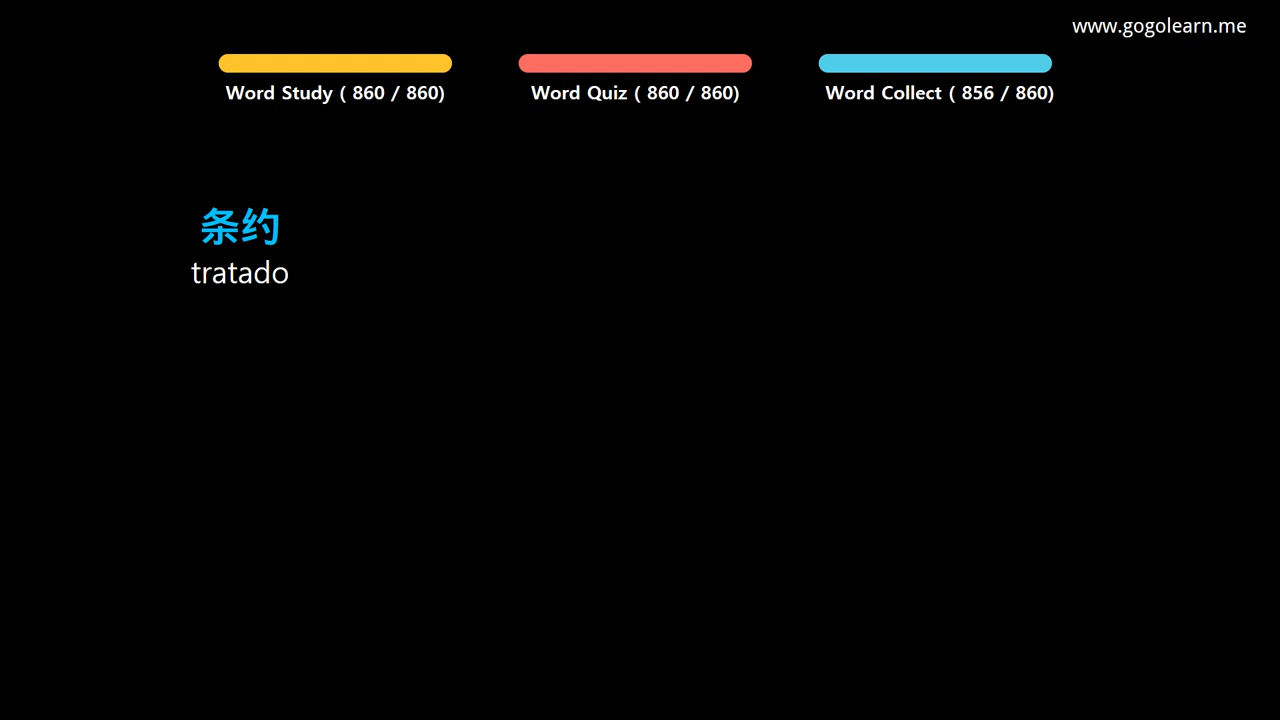 www.gogolearn.me
Word Study ( 860 / 860)
Word Quiz ( 860 / 860)
Word Collect ( 856 / 860)
条约
tratado